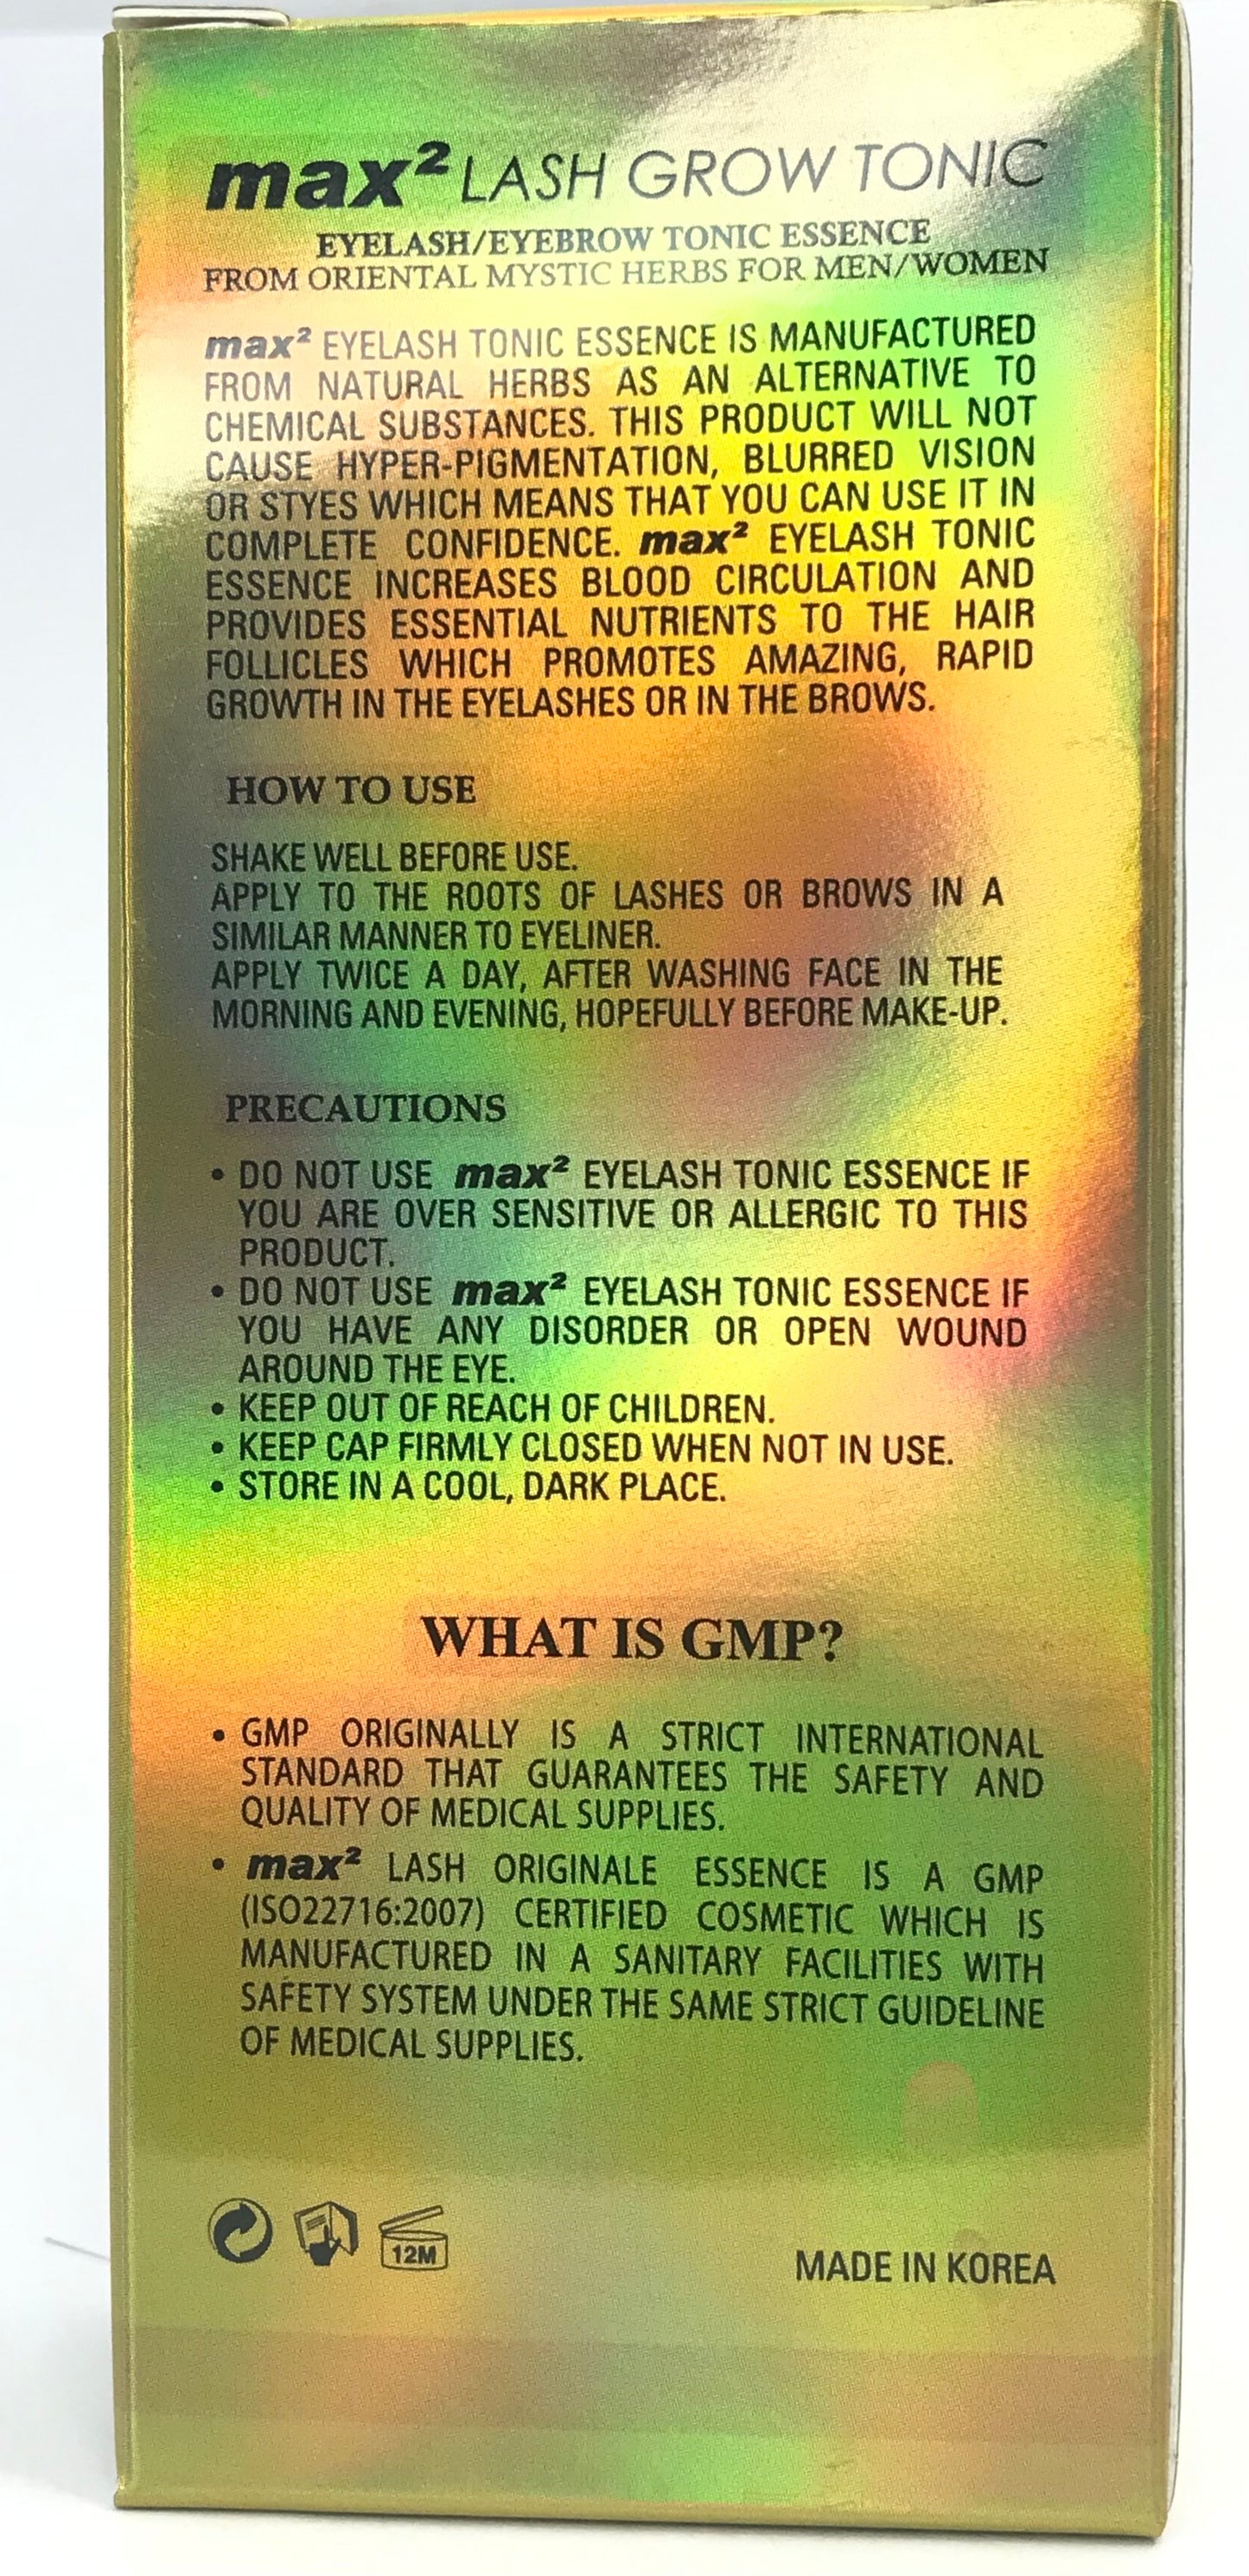 max² LASH GROW TONIC
EYELASH/EYEBROW TONIC ESSENCE
FROM ORIENTAL MYSTIC HERBS FOR MEN/WOMEN
max² EYELASH TONIC ESSENCE IS MANUFACTURED
FROM NATURAL HERBS AS AN ALTERNATIVE TO
CHEMICAL SUBSTANCES. THIS PRODUCT WILL NOT
CAUSE HYPER-PIGMENTATION, BLURRED VISION
OR STYES WHICH MEANS THAT YOU CAN USE IT IN
COMPLETE CONFIDENCE. max² EYELASH TONIC
ESSENCE INCREASES BLOOD CIRCULATION AND
PROVIDES ESSENTIAL NUTRIENTS TO THE HAIR
FOLLICLES WHICH PROMOTES AMAZING, RAPID
GROWTH IN THE EYELASHES OR IN THE BROWS.
HOW TO USE
SHAKE WELL BEFORE USE.
APPLY TO THE ROOTS OF LASHES OR BROWS IN A
SIMILAR MANNER TO EYELINER.
APPLY TWICE A DAY, AFTER WASHING FACE IN THE
MORNING AND EVENING, HOPEFULLY BEFORE MAKE-UP.
PRECAUTIONS
• DO NOT USE max² EYELASH TONIC ESSENCE IF
YOU ARE OVER SENSITIVE OR ALLERGIC TO THIS
PRODUCT.
• DO NOT USE max² EYELASH TONIC ESSENCE IF
YOU HAVE ANY DISORDER OR OPEN WOUND
AROUND THE EYE.
• KEEP OUT OF REACH OF CHILDREN.
• KEEP CAP FIRMLY CLOSED WHEN NOT IN USE.
• STORE IN A COOL, DARK PLACE.
WHAT IS GMP?
• GMP ORIGINALLY IS A STRICT INTERNATIONAL
STANDARD THAT GUARANTEES THE SAFETY AND
QUALITY OF MEDICAL SUPPLIES.
• max² LASH ORIGINALE ESSENCE IS A GMP
(ISO22716:2007) CERTIFIED COSMETIC WHICH IS
MANUFACTURED IN A SANITARY FACILITIES WITH
SAFETY SYSTEM UNDER THE SAME STRICT GUIDELINE
OF MEDICAL SUPPLIES.
12M
MADE IN KOREA